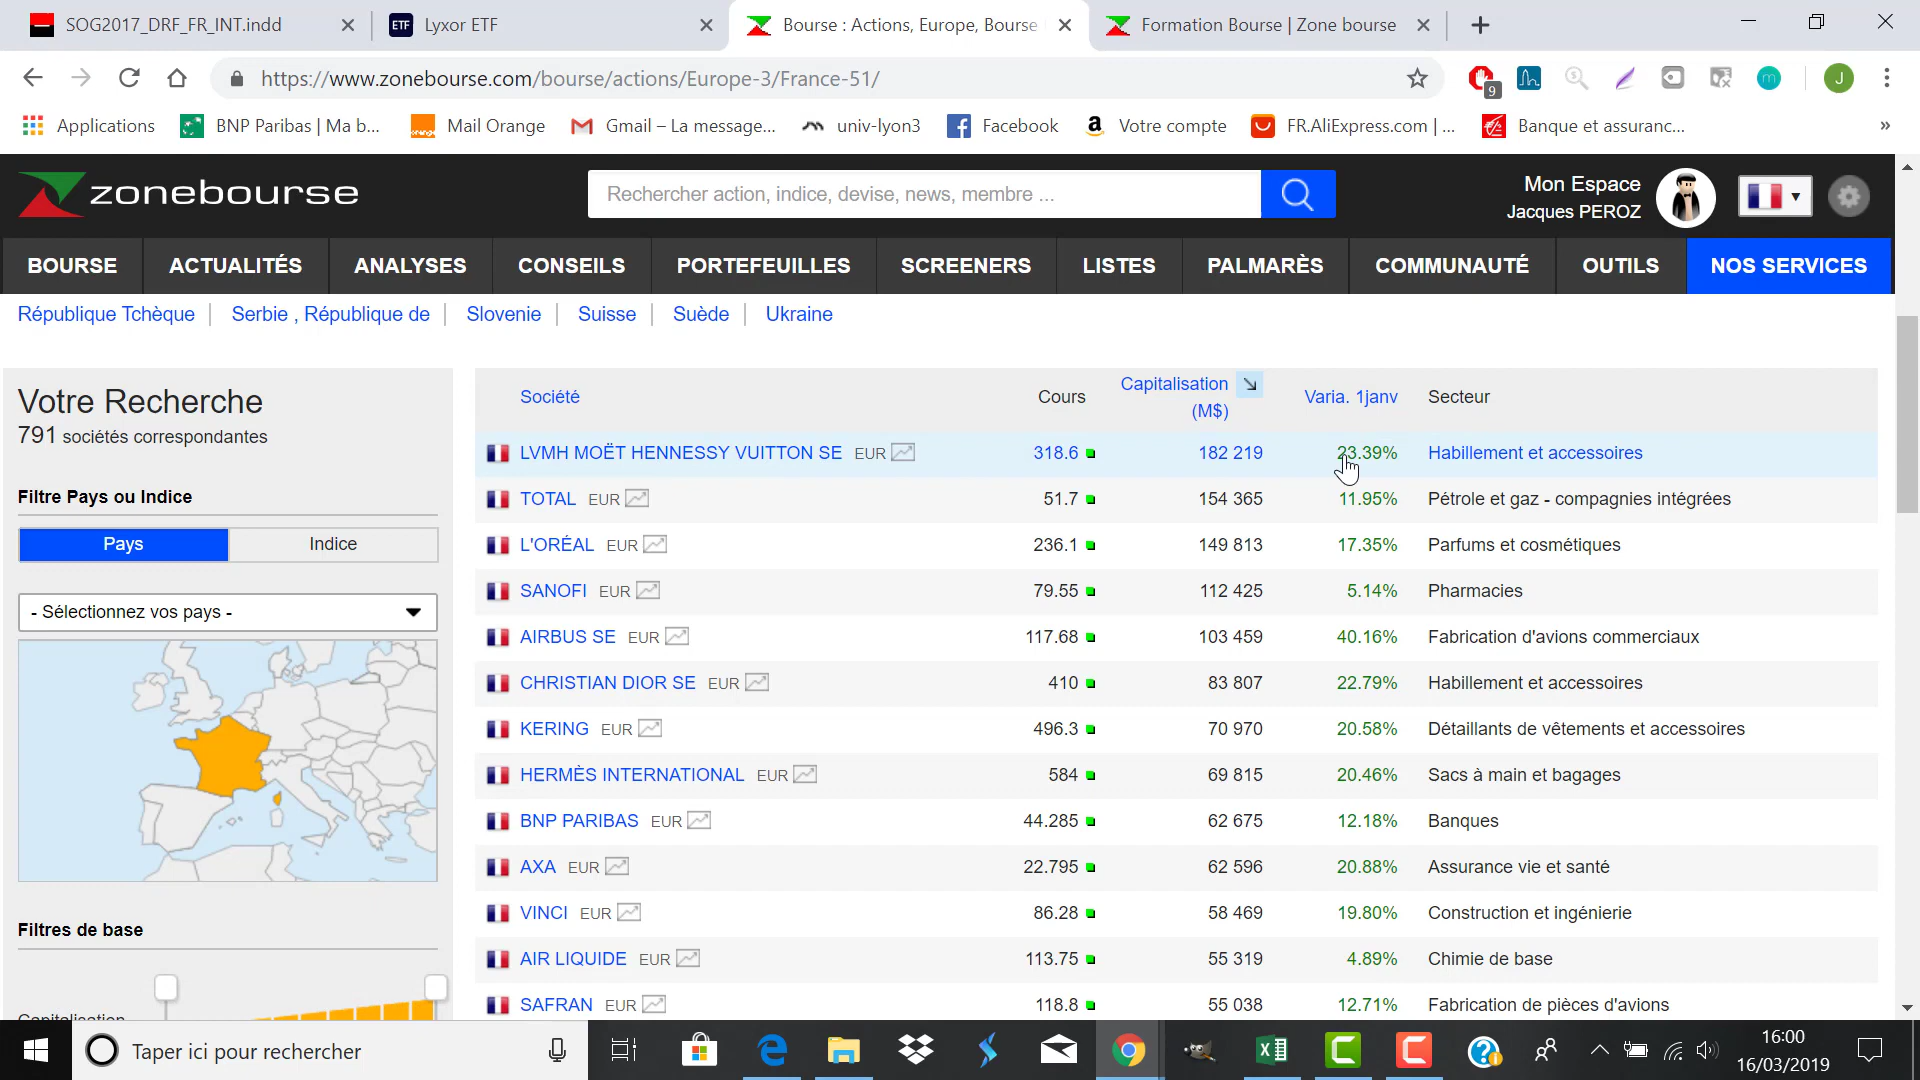 SOG2017_DRF_FR_INT.indd
ETF Lyxor ETF
Bourse : Actions, Europe, Bourse
Formation Bourse | Zone bourse
https://www.zonebourse.com/bourse/actions/Europe-3/France-51/
9
m
J
Applications
BNP Paribas | Ma b...
Mail Orange
Gmail – La message...
univ-lyon3
Facebook
Votre compte
FR.AliExpress.com | ...
Banque et assuranc...
»
zonebourse
Rechercher action, indice, devise, news, membre ...
Mon Espace
Jacques PEROZ
BOURSE ACTUALITÉS ANALYSES CONSEILS PORTEFEUILLES SCREENERS LISTES PALMARÈS COMMUNAUTÉ OUTILS NOS SERVICES
République Tchèque | Serbie , République de | Slovenie | Suisse | Suède | Ukraine
Votre Recherche
791 sociétés correspondantes
Filtre Pays ou Indice
Pays Indice
- Sélectionnez vos pays -
Filtres de base
Capitalisation
Société Cours Capitalisation (M$) Varia. 1janv Secteur
LVMH MOËT HENNESSY VUITTON SE EUR 318.6 182 219 23.39% Habillement et accessoires
TOTAL EUR 51.7 154 365 11.95% Pétrole et gaz - compagnies intégrées
L'ORÉAL EUR 236.1 149 813 17.35% Parfums et cosmétiques
SANOFI EUR 79.55 112 425 5.14% Pharmacies
AIRBUS SE EUR 117.68 103 459 40.16% Fabrication d'avions commerciaux
CHRISTIAN DIOR SE EUR 410 83 807 22.79% Habillement et accessoires
KERING EUR 496.3 70 970 20.58% Détaillants de vêtements et accessoires
HERMÈS INTERNATIONAL EUR 584 69 815 20.46% Sacs à main et bagages
BNP PARIBAS EUR 44.285 62 675 12.18% Banques
AXA EUR 22.795 62 596 20.88% Assurance vie et santé
VINCI EUR 86.28 58 469 19.80% Construction et ingénierie
AIR LIQUIDE EUR 113.75 55 319 4.89% Chimie de base
SAFRAN EUR 118.8 55 038 12.71% Fabrication de pièces d'avions
Taper ici pour rechercher
16:00
16/03/2019